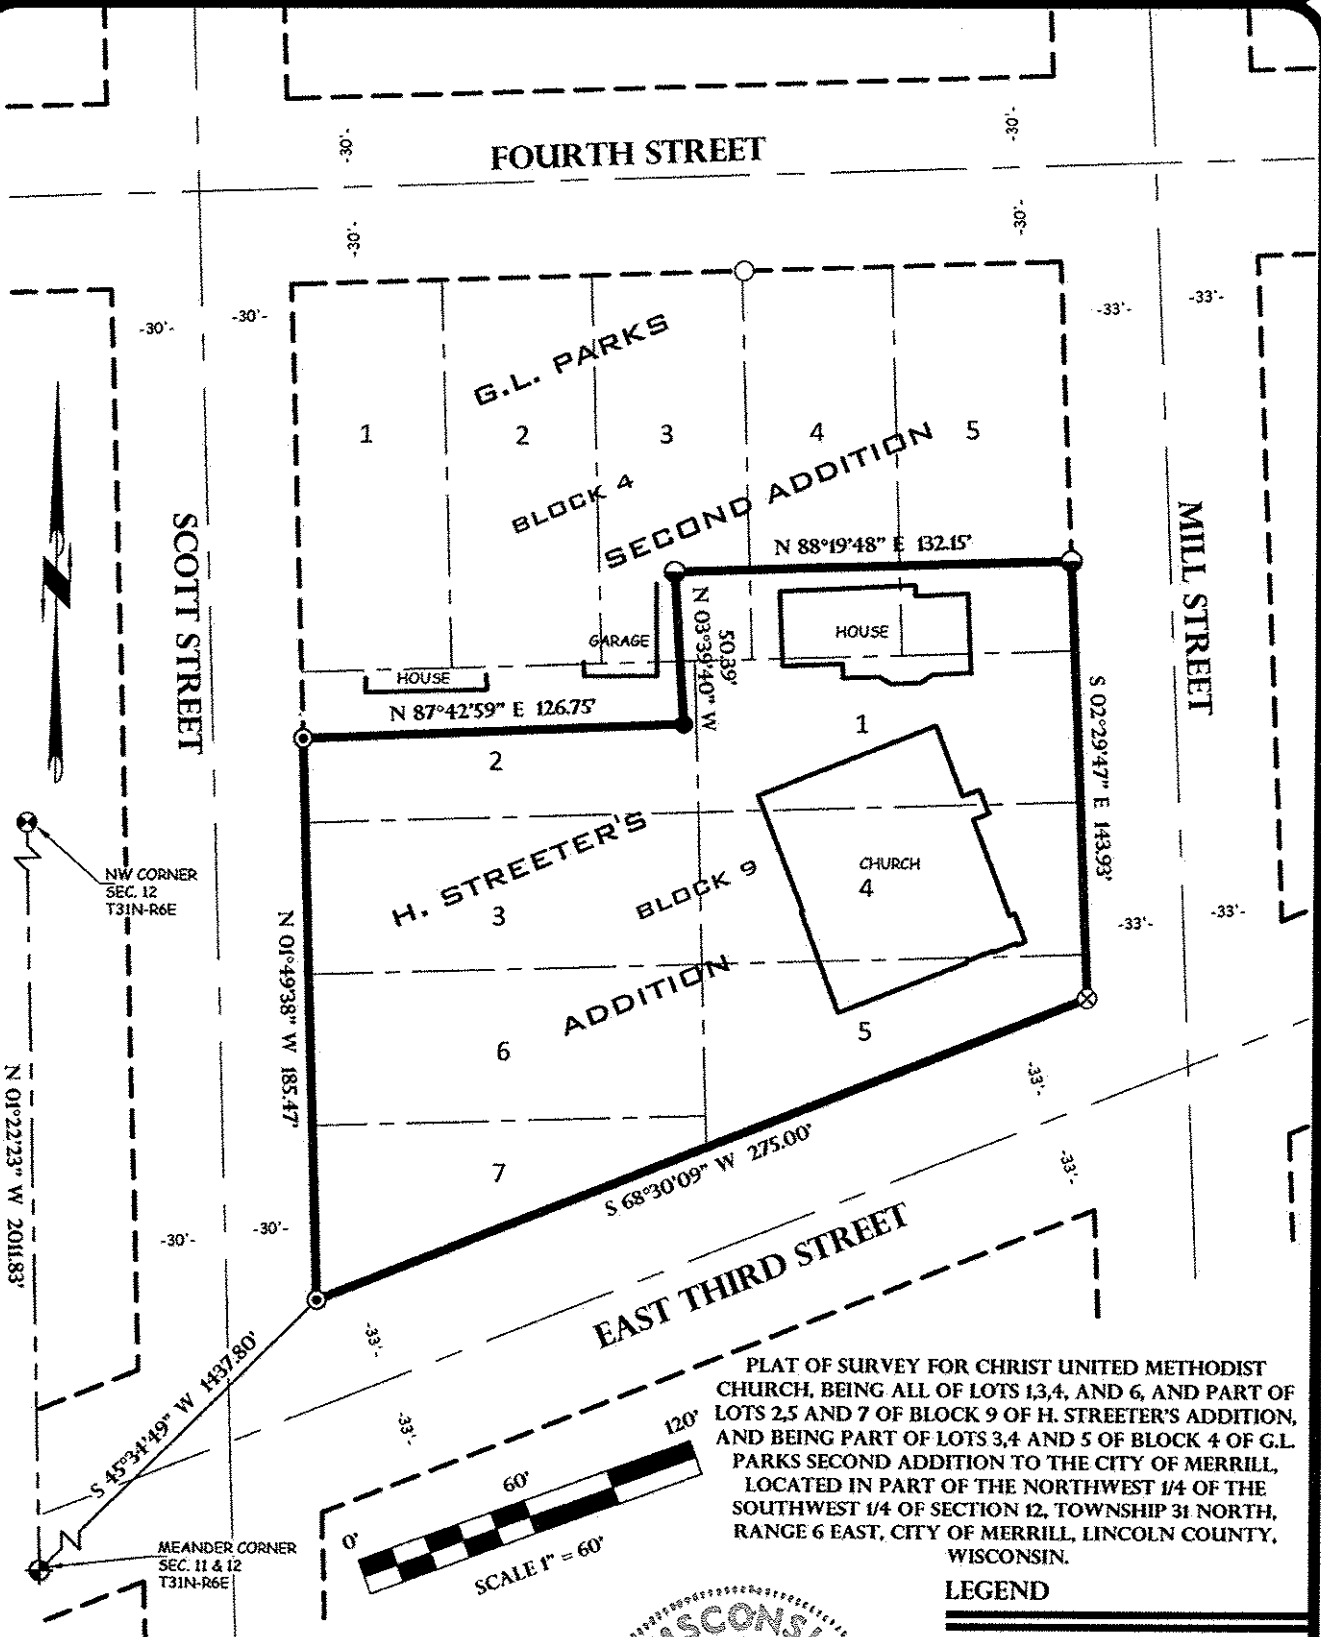 -30'-
-30'-
FOURTH STREET
-30'-
-30'-
-30'-
-30'-
-33'-
-33'-
G.L. PARKS
1
2
3
4
5
BLOCK 4
SECOND ADDITION
N 88°19'48" E 132.15'
SCOTT STREET
MILL STREET
N 03°39'40" W
50.39'
GARAGE
HOUSE
HOUSE
N 87°42'59" E 126.75'
S 02°29'47" E 143.93'
1
2
NW CORNER
SEC. 12
T31N-R6E
H. STREETER'S
BLOCK 9
CHURCH
4
3
-33'-
-33'-
N 01°49'38" W 185.47'
ADDITION
6
5
-33'-
-33'-
N 01°22'23" W 2011.83'
7
S 68°30'09" W 275.00'
-30'-
-30'-
EAST THIRD STREET
-33'-
-33'-
S 45°34'49" W 1437.80'
MEANDER CORNER
SEC. 11 & 12
T31N-R6E
0'
60'
120'
SCALE 1" = 60'
PLAT OF SURVEY FOR CHRIST UNITED METHODIST
CHURCH, BEING ALL OF LOTS 1,3,4, AND 6, AND PART OF
LOTS 2,5 AND 7 OF BLOCK 9 OF H. STREETER'S ADDITION,
AND BEING PART OF LOTS 3,4 AND 5 OF BLOCK 4 OF G.L.
PARKS SECOND ADDITION TO THE CITY OF MERRILL,
LOCATED IN PART OF THE NORTHWEST 1/4 OF THE
SOUTHWEST 1/4 OF SECTION 12, TOWNSHIP 31 NORTH,
RANGE 6 EAST, CITY OF MERRILL, LINCOLN COUNTY,
WISCONSIN.
LEGEND